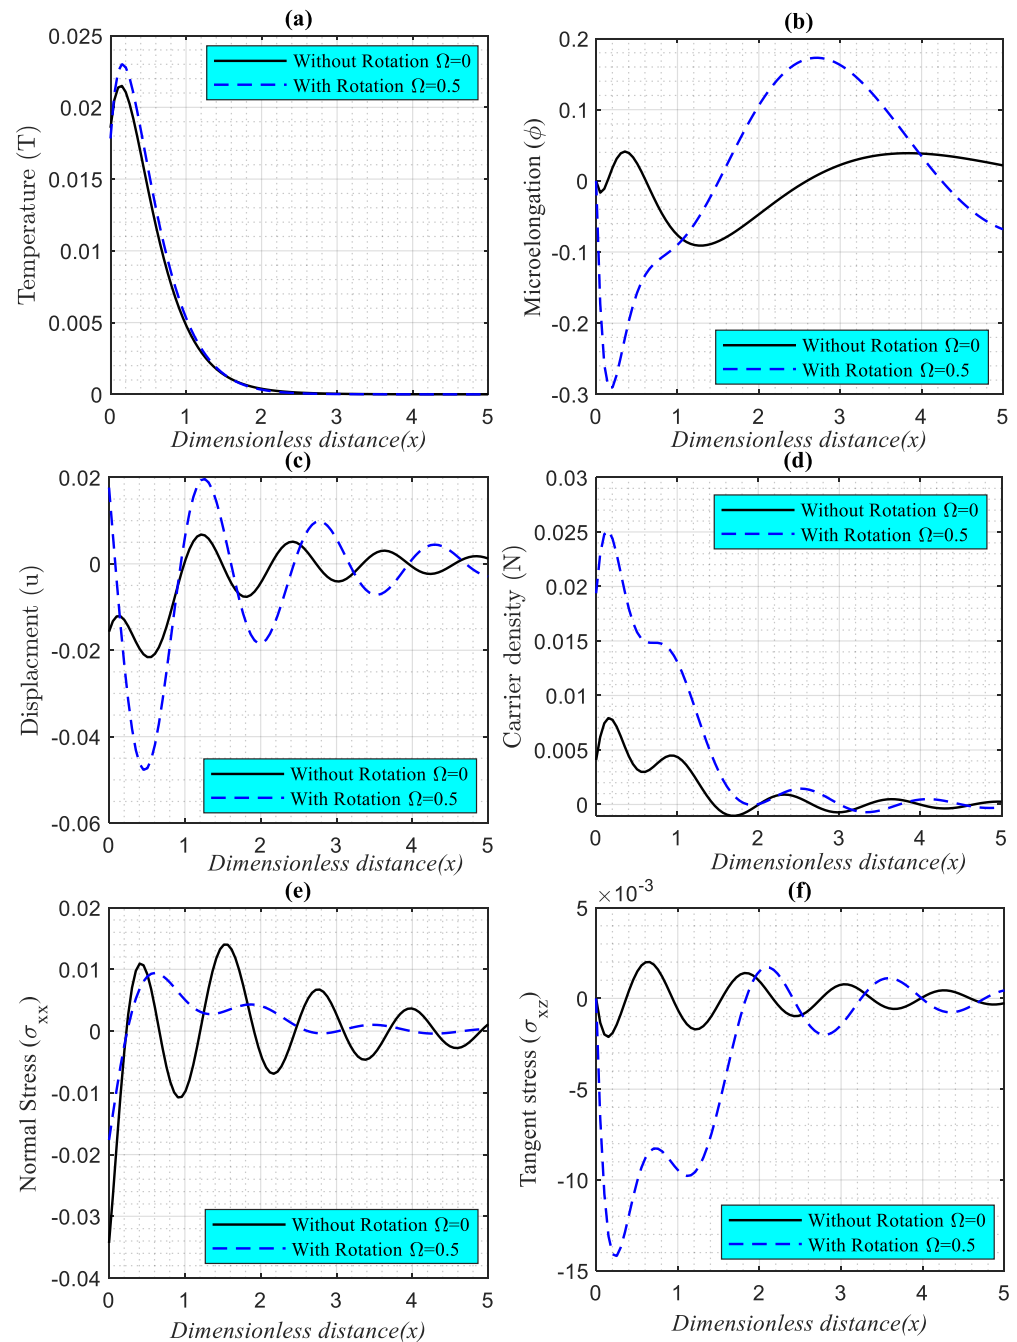 (a)
0.025
0.02
0.015
0.01
0.005
0
0 1 2 3 4 5
Temperature (T)
Dimensionless distance(x)
Without Rotation Ω=0
With Rotation Ω=0.5
(b)
0.2
0.1
0
-0.1
-0.2
-0.3
0 1 2 3 4 5
Microelongation (ϕ)
Dimensionless distance(x)
Without Rotation Ω=0
With Rotation Ω=0.5
(c)
0.02
0
-0.02
-0.04
-0.06
0 1 2 3 4 5
Displacment (u)
Dimensionless distance(x)
Without Rotation Ω=0
With Rotation Ω=0.5
(d)
0.03
0.025
0.02
0.015
0.01
0.005
0
0 1 2 3 4 5
Carrier density (N)
Dimensionless distance(x)
Without Rotation Ω=0
With Rotation Ω=0.5
(e)
0.02
0.01
0
-0.01
-0.02
-0.03
-0.04
0 1 2 3 4 5
Normal Stress (σxx)
Dimensionless distance(x)
Without Rotation Ω=0
With Rotation Ω=0.5
(f)
×10-3
5
0
-5
-10
-15
0 1 2 3 4 5
Tangent stress (σxz)
Dimensionless distance(x)
Without Rotation Ω=0
With Rotation Ω=0.5